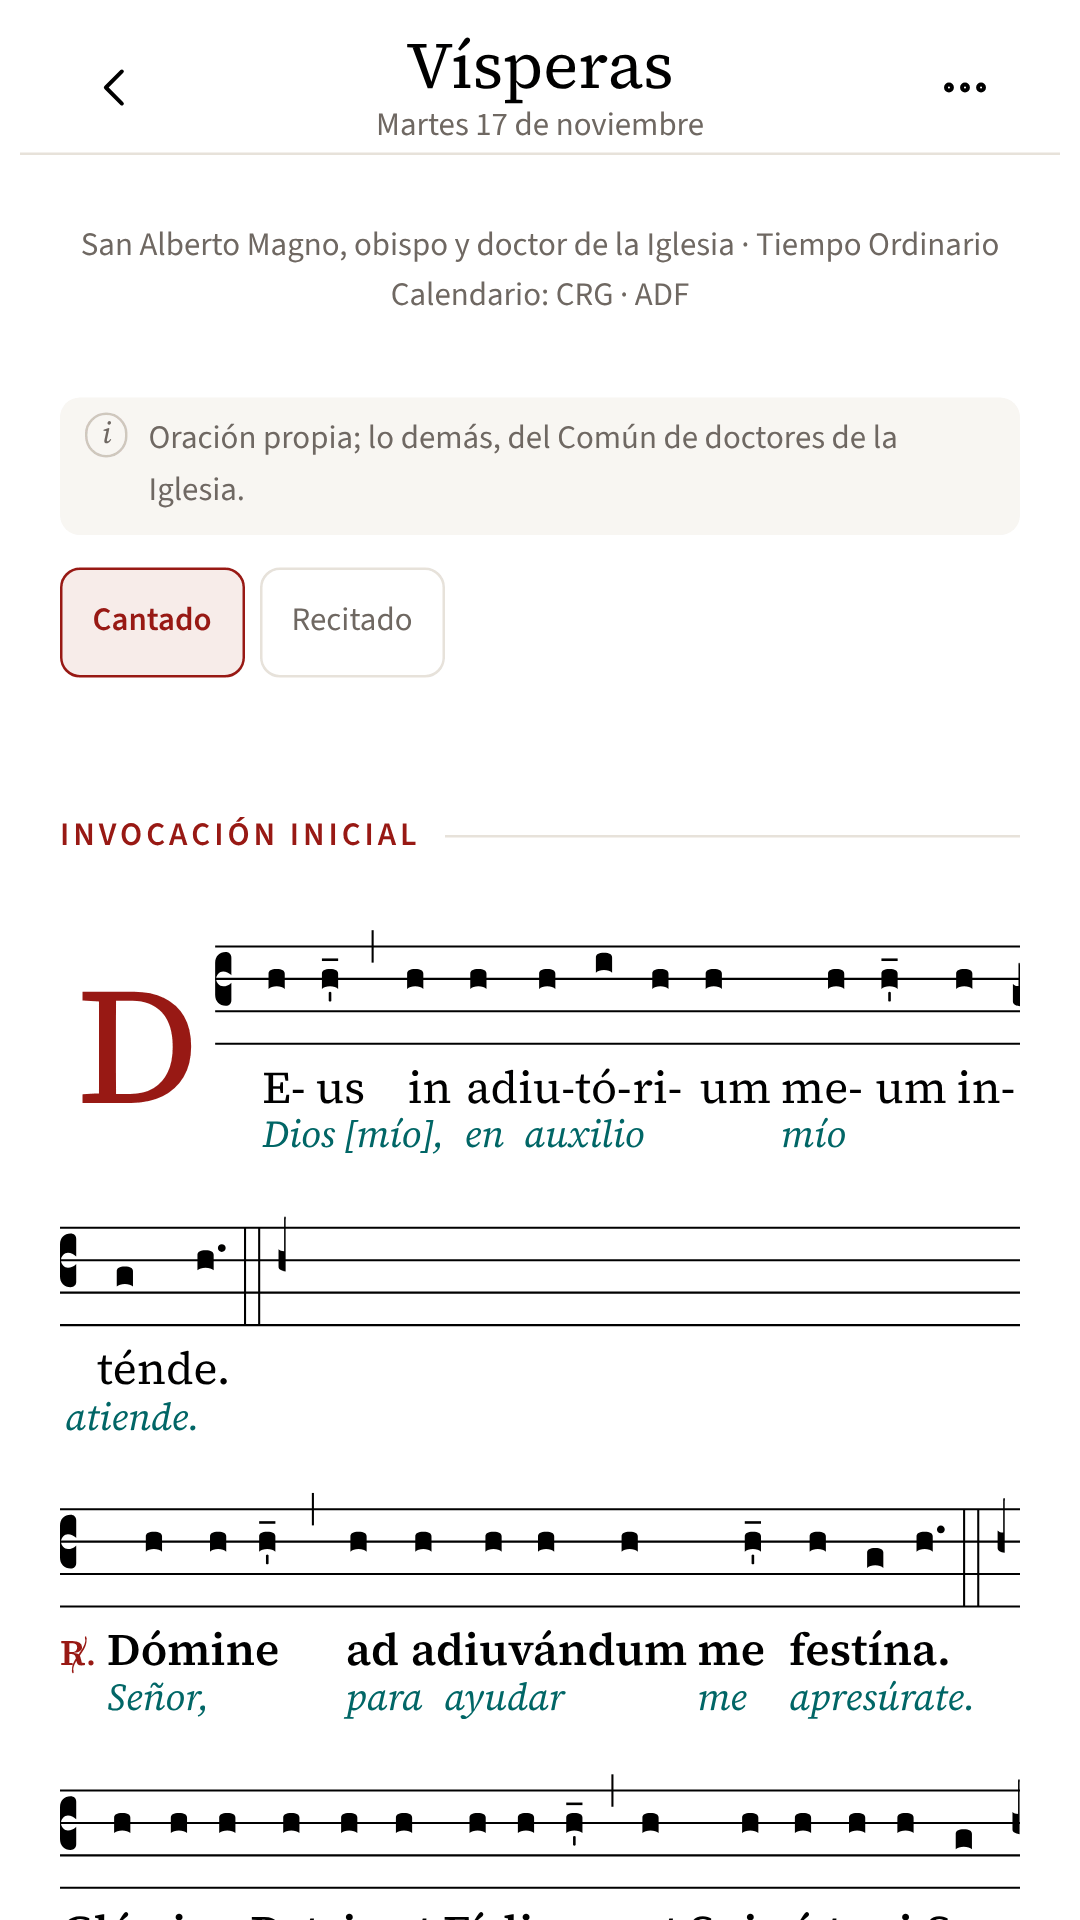 Vísperas
Martes 17 de noviembre
San Alberto Magno, obispo y doctor de la Iglesia · Tiempo Ordinario
Calendario: CRG · ADF
i Oración propia; lo demás, del Común de doctores de la
Iglesia.
Cantado Recitado
INVOCACIÓN INICIAL
D
E- us in adiu-tó-ri- um me- um in-
Dios [mío], en auxilio mío
ténde.
atiende.
℟. Dómine ad adiuvándum me festína.
Señor, para ayudar me apresúrate.